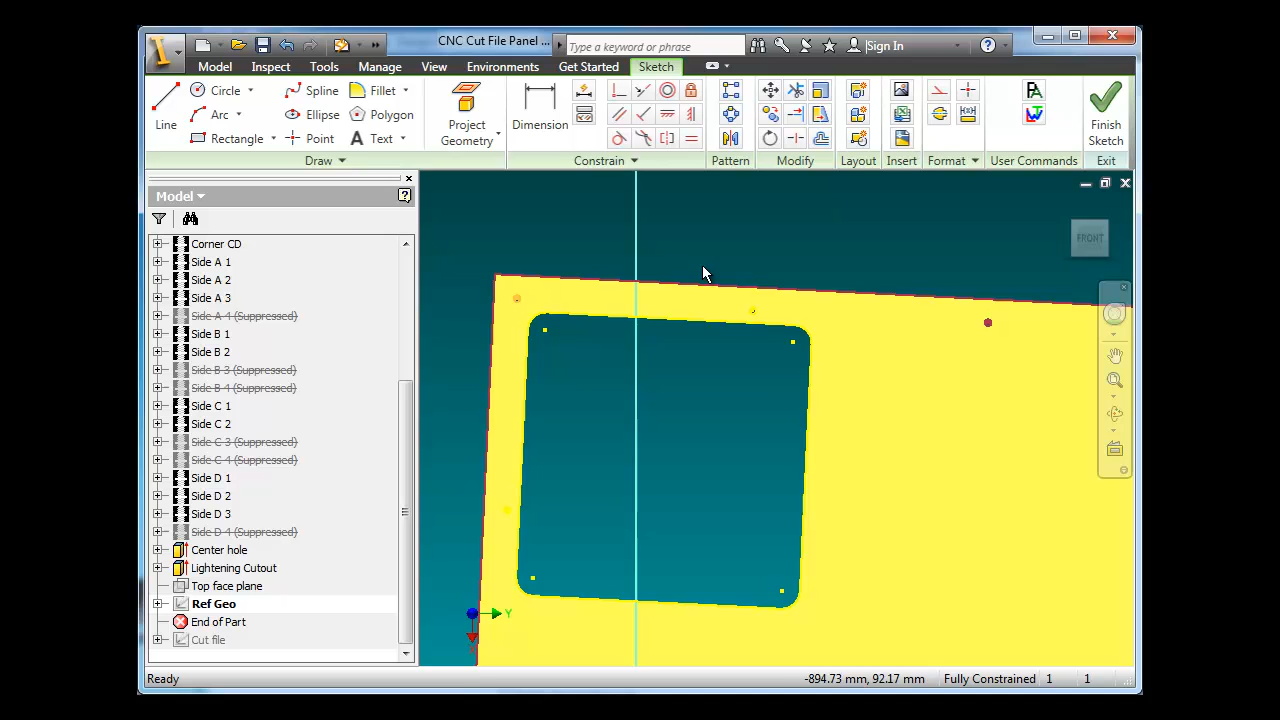 CNC Cut File Panel ...
Type a keyword or phrase
Sign In
Model
Inspect
Tools
Manage
View
Environments
Get Started
Sketch
Line
Circle
Arc
Rectangle
Spline
Ellipse
Point
Fillet
Polygon
Text
Project
Geometry
Dimension
Finish
Sketch
Draw
Constrain
Pattern
Modify
Layout
Insert
Format
User Commands
Exit
Model
Corner CD
Side A 1
Side A 2
Side A 3
Side A 4 (Suppressed)
Side B 1
Side B 2
Side B 3 (Suppressed)
Side B 4 (Suppressed)
Side C 1
Side C 2
Side C 3 (Suppressed)
Side C 4 (Suppressed)
Side D 1
Side D 2
Side D 3
Side D 4 (Suppressed)
Center hole
Lightening Cutout
Top face plane
Ref Geo
End of Part
Cut file
FRONT
Y
X
Ready
-894.73 mm, 92.17 mm
Fully Constrained
1
1